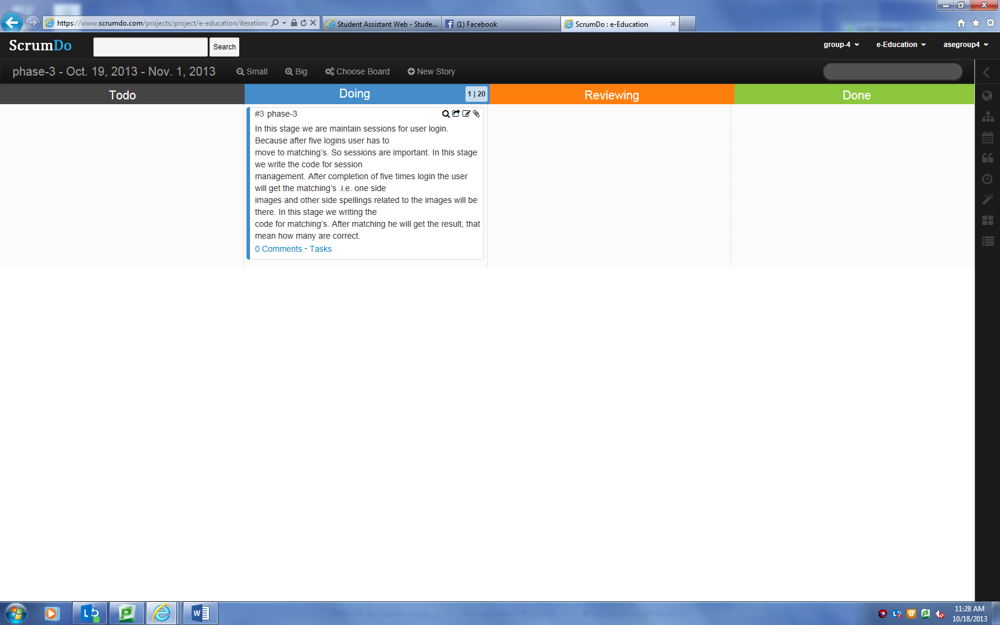 https://www.scrumdo.com/projects/project/e-education/iteration/
Student Assistant Web - Stude...
(1) Facebook
ScrumDo : e-Education
ScrumDo
Search
group-4
e-Education
asegroup4
phase-3 - Oct. 19, 2013 - Nov. 1, 2013
Small
Big
Choose Board
New Story
Todo
Doing
1 | 20
Reviewing
Done
#3 phase-3
In this stage we are maintain sessions for user login.
Because after five logins user has to
move to matching's. So sessions are important. In this stage
we write the code for session
management. After completion of five times login the user
will get the matching's .i.e. one side
images and other side spellings related to the images will be
there. In this stage we writing the
code for matching's. After matching he will get the result, that
mean how many are correct.
0 Comments - Tasks
11:28 AM
10/18/2013